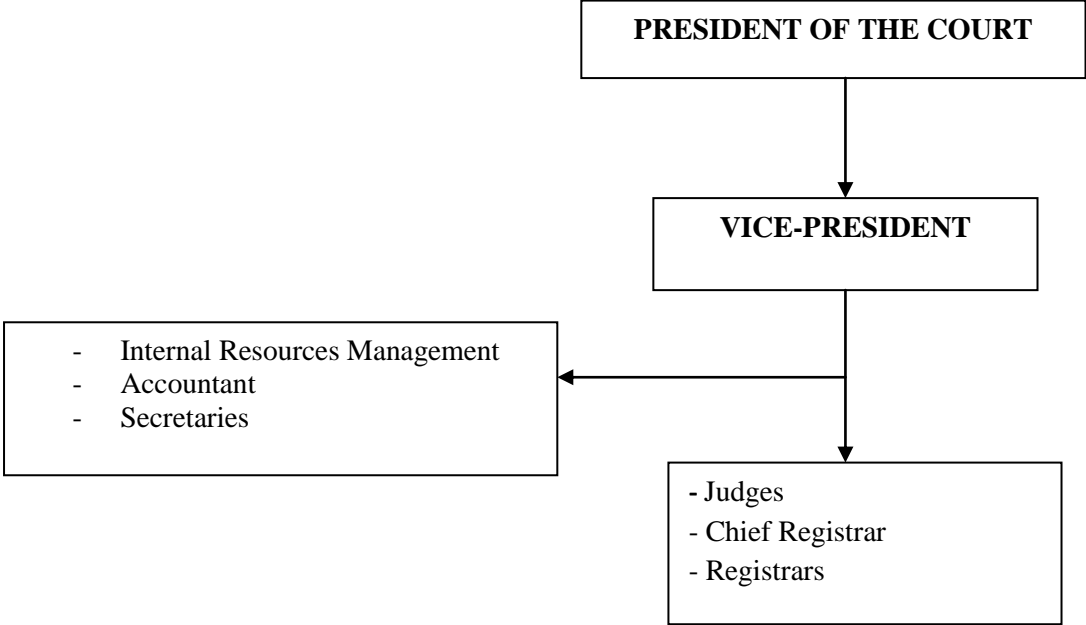 PRESIDENT OF THE COURT
VICE-PRESIDENT
- Internal Resources Management
- Accountant
- Secretaries
- Judges
- Chief Registrar
- Registrars